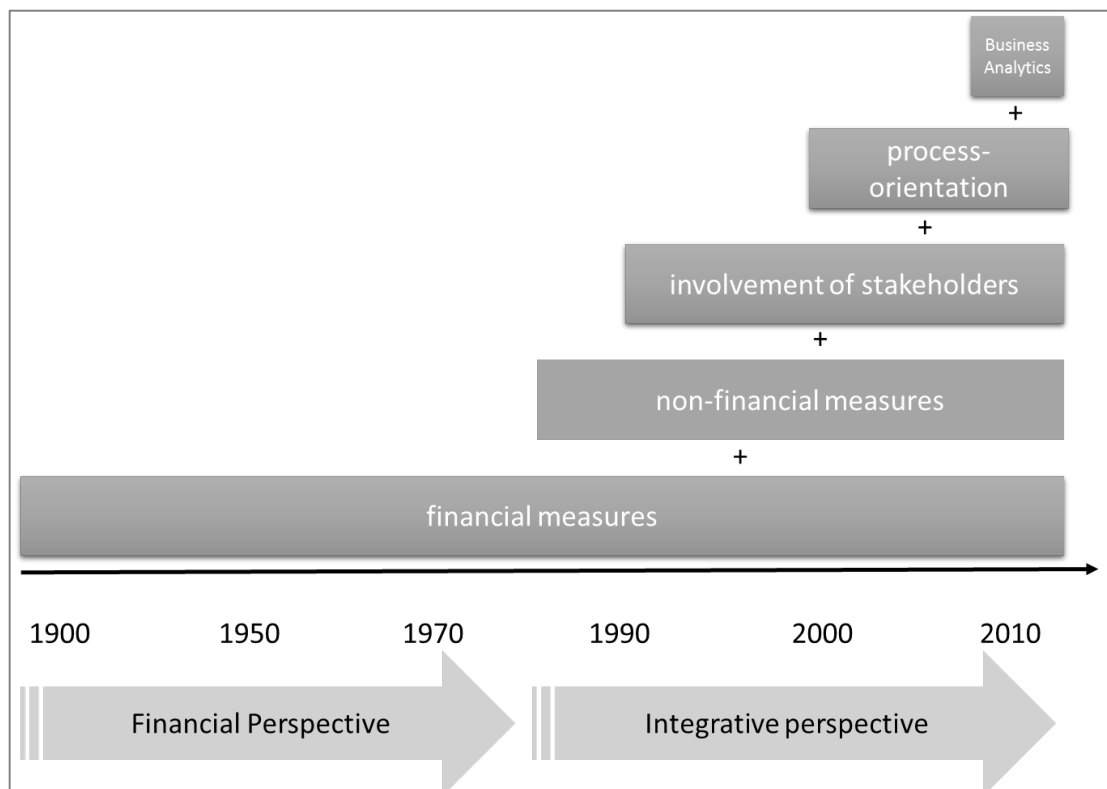 Business
Analytics
+
process-
orientation
+
involvement of stakeholders
+
non-financial measures
+
financial measures
1900 1950 1970 1990 2000 2010
Financial Perspective Integrative perspective